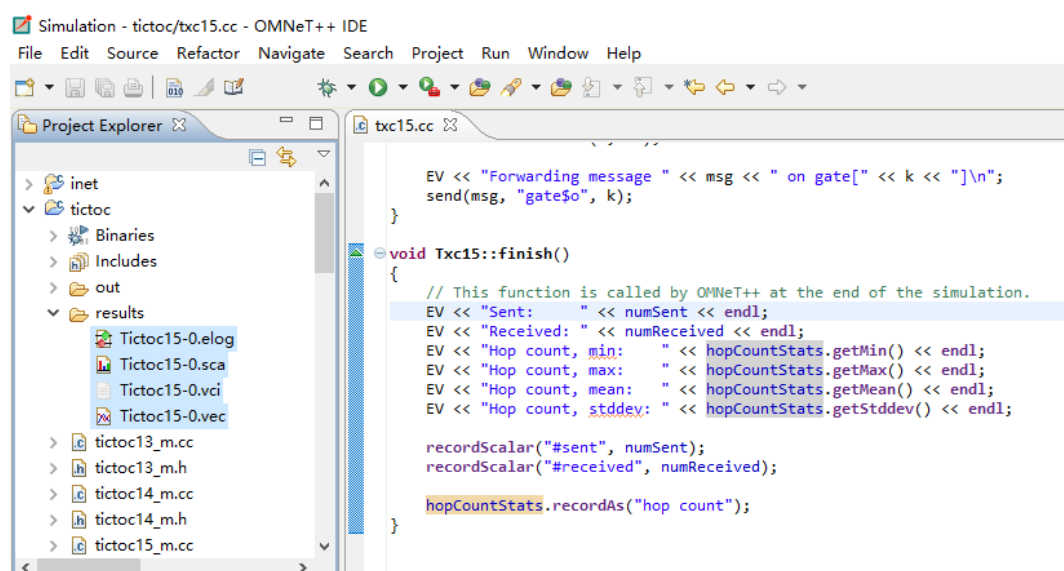 Simulation - tictoc/txc15.cc - OMNeT++ IDE
File Edit Source Refactor Navigate Search Project Run Window Help
Project Explorer
inet
tictoc
Binaries
Includes
out
results
Tictoc15-0.elog
Tictoc15-0.sca
Tictoc15-0.vci
Tictoc15-0.vec
tictoc13_m.cc
tictoc13_m.h
tictoc14_m.cc
tictoc14_m.h
tictoc15_m.cc
txc15.cc
EV << "Forwarding message " << msg << " on gate[" << k << "]\n";
send(msg, "gate$o", k);
}
void Txc15::finish()
{
// This function is called by OMNeT++ at the end of the simulation.
EV << "Sent:     " << numSent << endl;
EV << "Received: " << numReceived << endl;
EV << "Hop count, min:    " << hopCountStats.getMin() << endl;
EV << "Hop count, max:    " << hopCountStats.getMax() << endl;
EV << "Hop count, mean:   " << hopCountStats.getMean() << endl;
EV << "Hop count, stddev: " << hopCountStats.getStddev() << endl;
recordScalar("#sent", numSent);
recordScalar("#received", numReceived);
hopCountStats.recordAs("hop count");
}